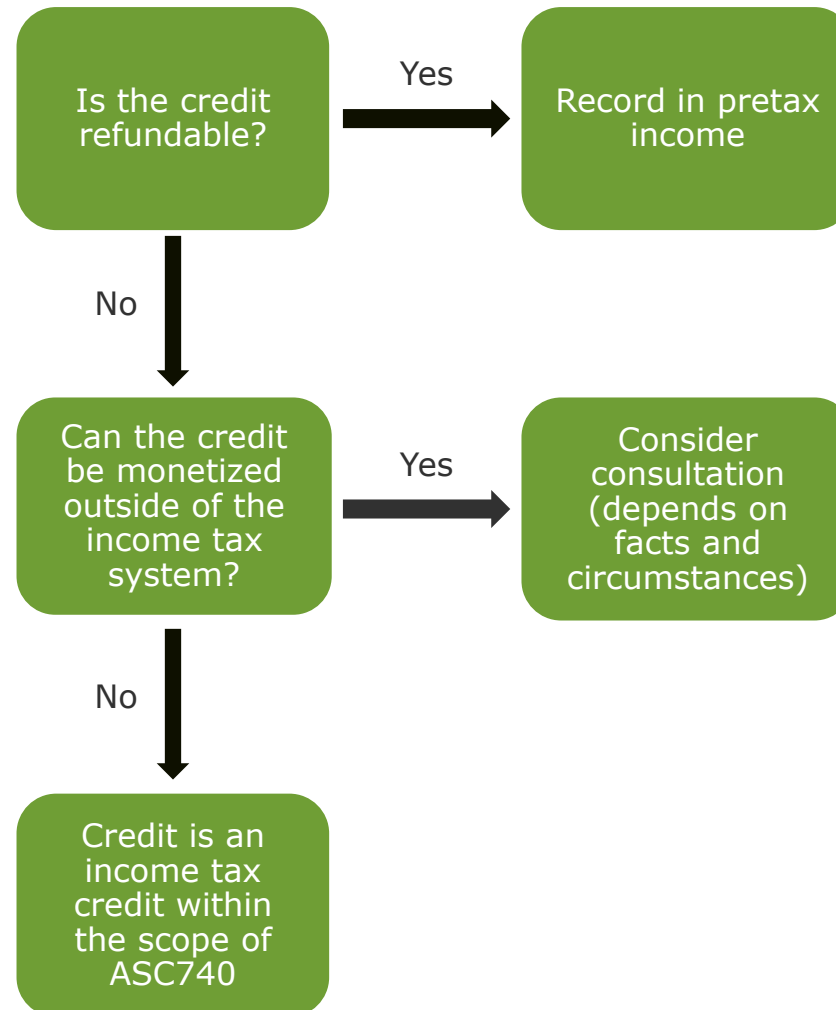 Is the credit
refundable?
Yes
Record in pretax
income
No
Can the credit
be monetized
outside of the
income tax
system?
Yes
Consider
consultation
(depends on
facts and
circumstances)
No
Credit is an
income tax
credit within
the scope of
ASC740